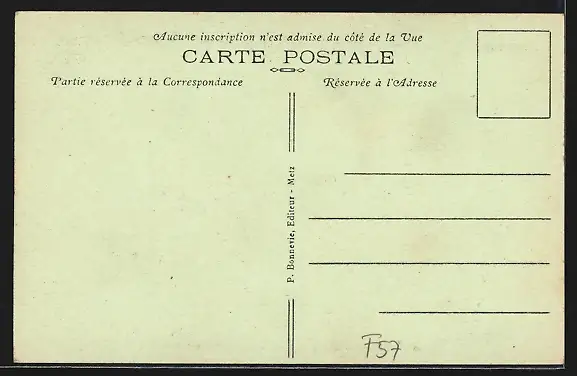 Aucune inscription n'est admise du côté de la Vue
CARTE POSTALE
Partie réservée à la Correspondance
Réservée à l'Adresse
P. Bonnevie, Editeur - Metz
F57